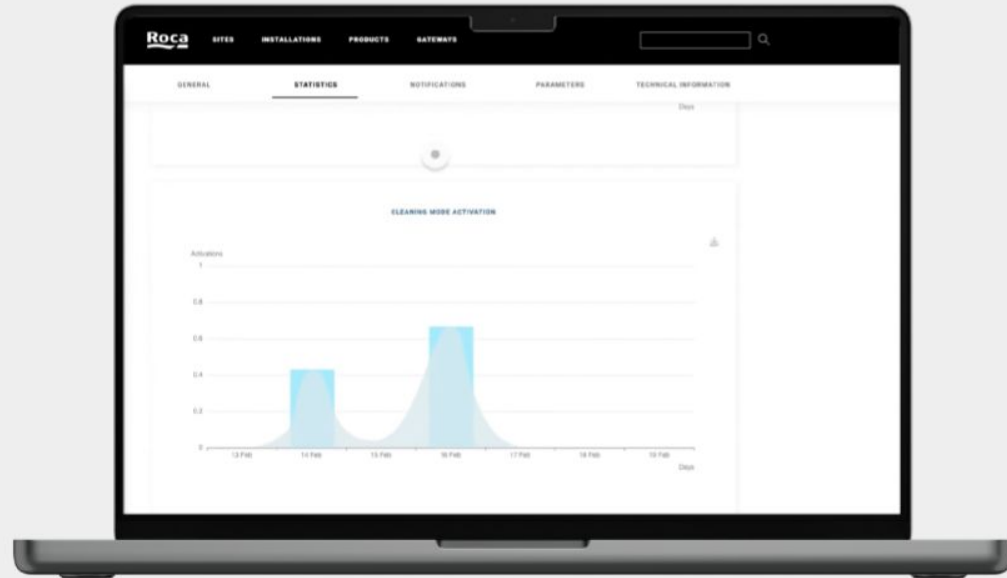 Roca SITES INSTALLATIONS PRODUCTS GATEWAYS
GENERAL STATISTICS NOTIFICATIONS PARAMETERS TECHNICAL INFORMATION
Days
CLEANING MODE ACTIVATION
Activations
1
0.8
0.6
0.4
0.2
0
13 Feb 14 Feb 15 Feb 16 Feb 17 Feb 18 Feb 19 Feb
Days